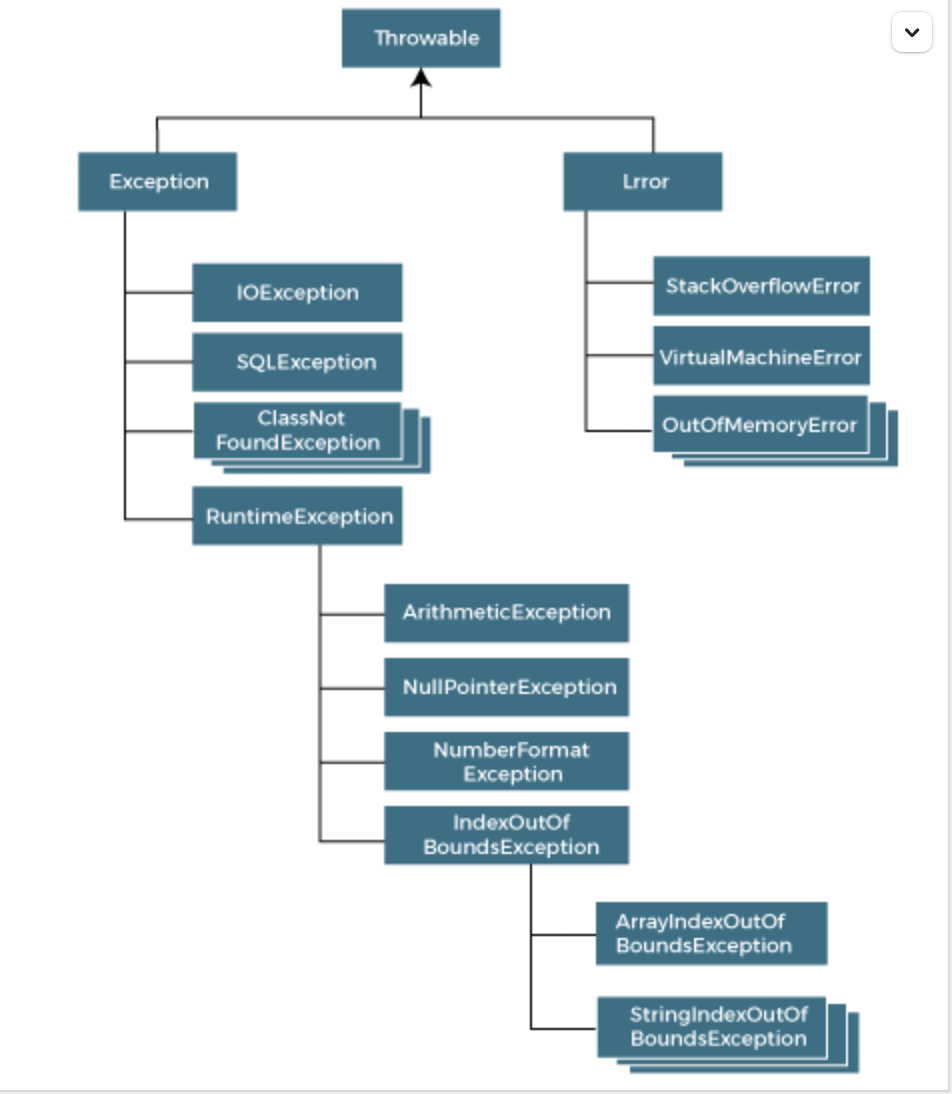 Throwable
Exception
Lrror
IOException
SQLException
ClassNot
FoundException
RuntimeException
StackOverflowError
VirtualMachineError
OutOfMemoryError
ArithmeticException
NullPointerException
NumberFormat
Exception
IndexOutOf
BoundsException
ArrayIndexOutOf
BoundsException
StringIndexOutOf
BoundsException